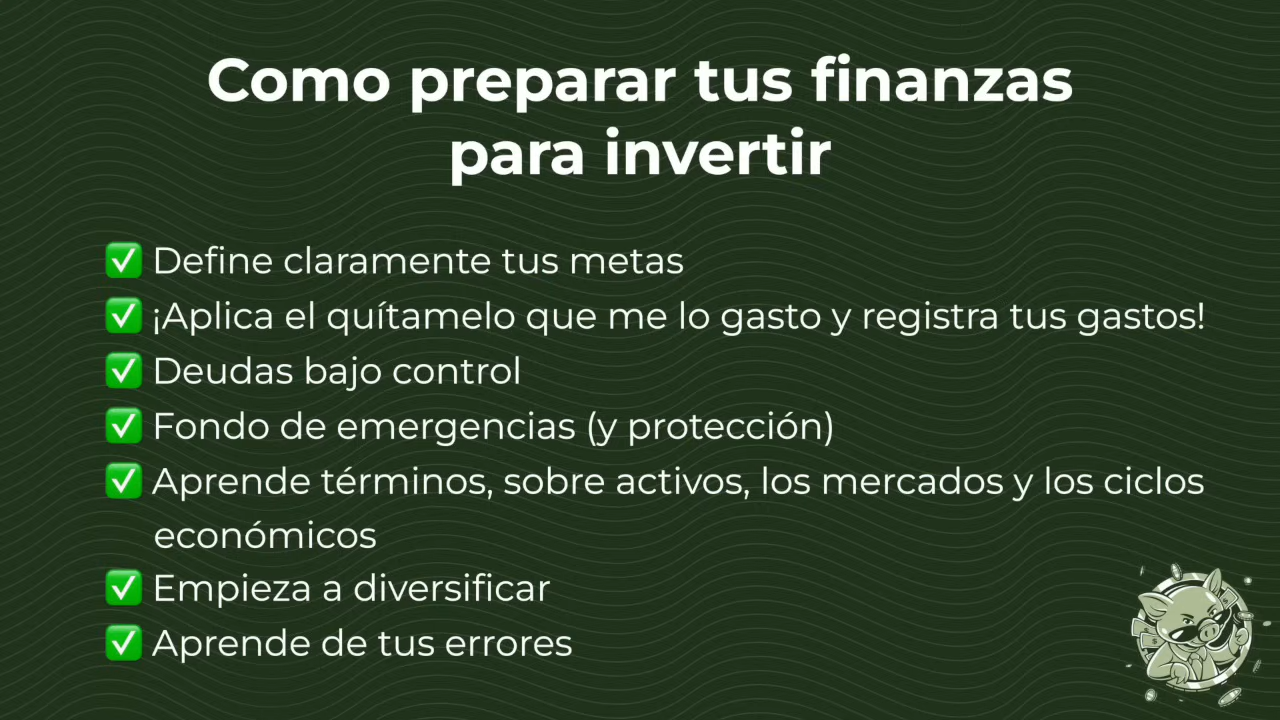 Como preparar tus finanzas
para invertir
✅ Define claramente tus metas
✅ ¡Aplica el quítamelo que me lo gasto y registra tus gastos!
✅ Deudas bajo control
✅ Fondo de emergencias (y protección)
✅ Aprende términos, sobre activos, los mercados y los ciclos
económicos
✅ Empieza a diversificar
✅ Aprende de tus errores